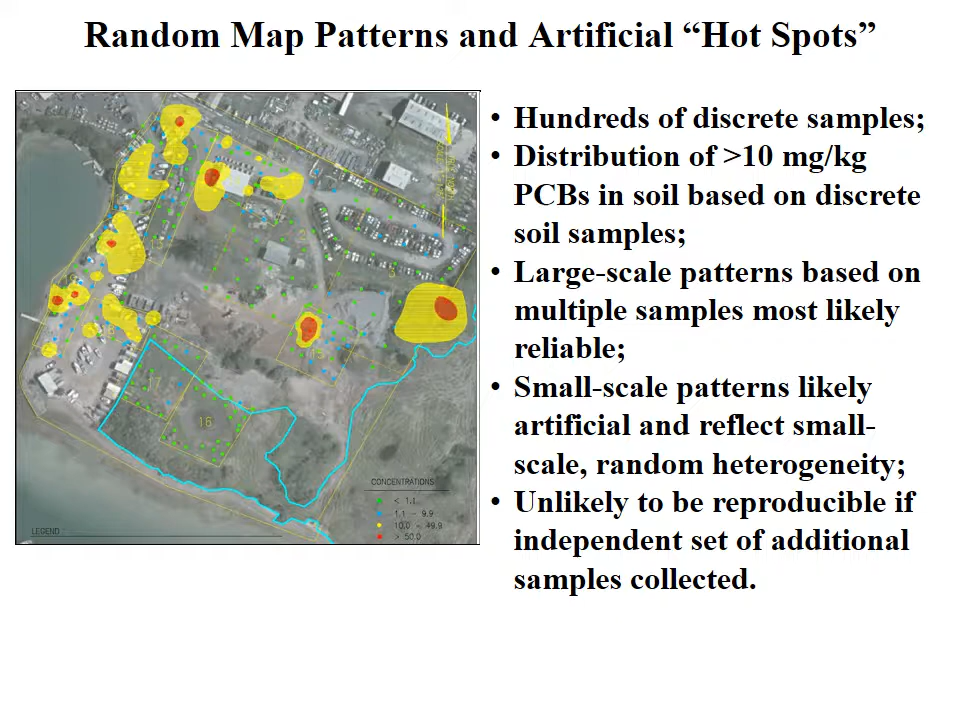 Random Map Patterns and Artificial “Hot Spots”
• Hundreds of discrete samples;
• Distribution of >10 mg/kg
PCBs in soil based on discrete
soil samples;
• Large-scale patterns based on
multiple samples most likely
reliable;
• Small-scale patterns likely
artificial and reflect small-
scale, random heterogeneity;
• Unlikely to be reproducible if
independent set of additional
samples collected.
17
16
CONCENTRATIONS
< 1.1
1.1 - 9.9
10.0 - 49.9
> 50.0
LEGEND